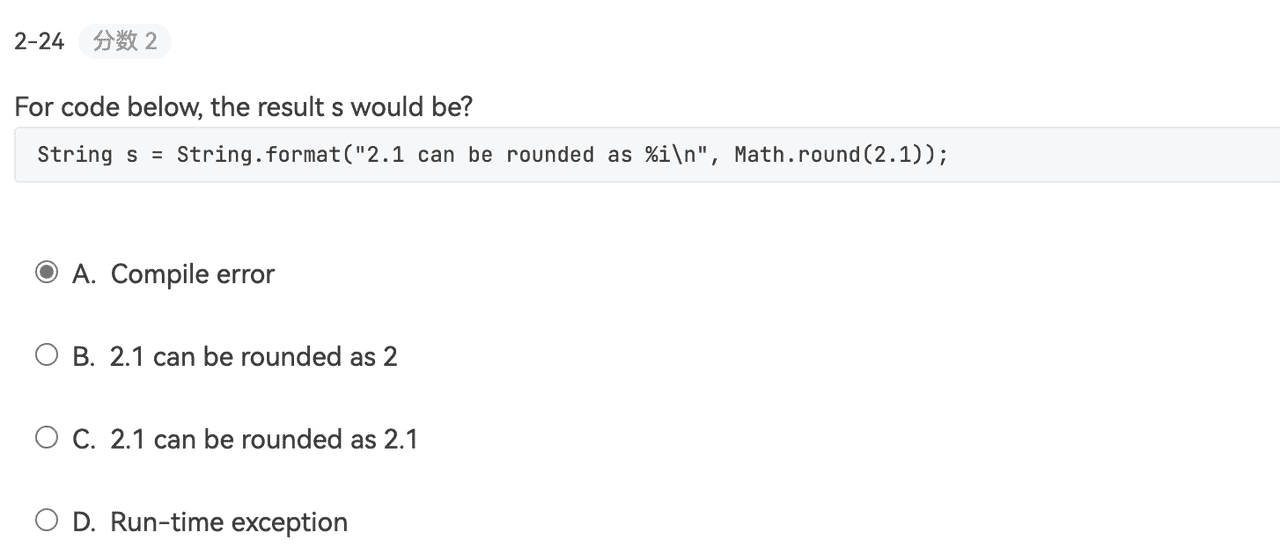 2-24 分数 2
For code below, the result s would be?
String s = String.format("2.1 can be rounded as %i\n", Math.round(2.1));
A. Compile error
B. 2.1 can be rounded as 2
C. 2.1 can be rounded as 2.1
D. Run-time exception